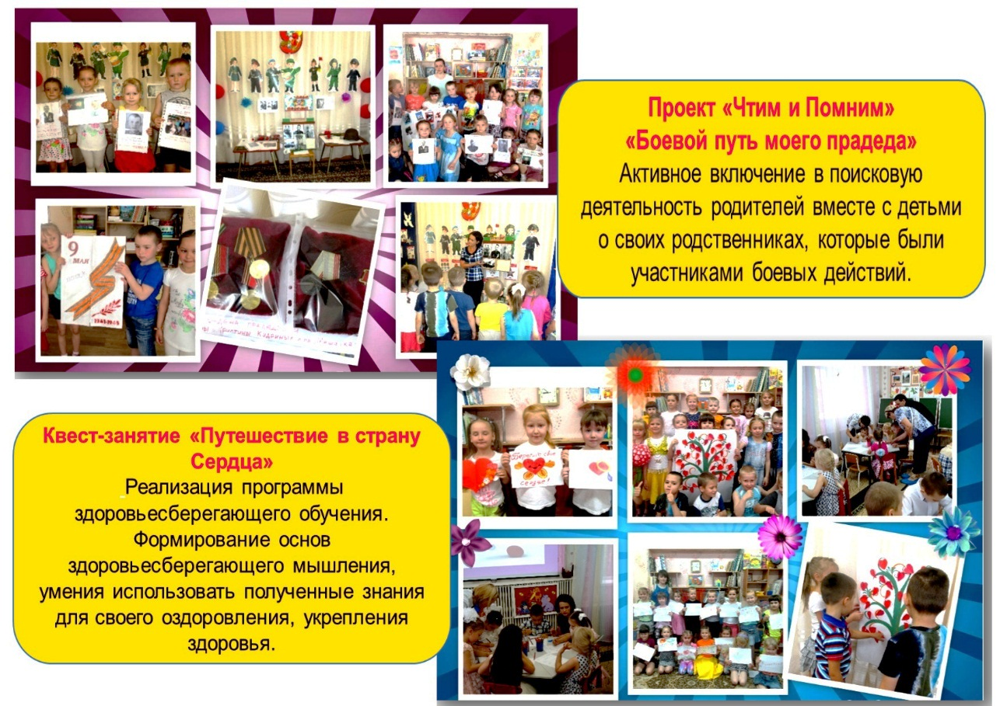 Проект «Чтим и Помним»
«Боевой путь моего прадеда»
Активное включение в поисковую
деятельность родителей вместе с детьми
о своих родственниках, которые были
участниками боевых действий.
9
МАЯ
Квест-занятие «Путешествие в страну
Сердца»
Реализация программы
здоровьесберегающего обучения.
Формирование основ
здоровьесберегающего мышления,
умения использовать полученные знания
для своего оздоровления, укрепления
здоровья.